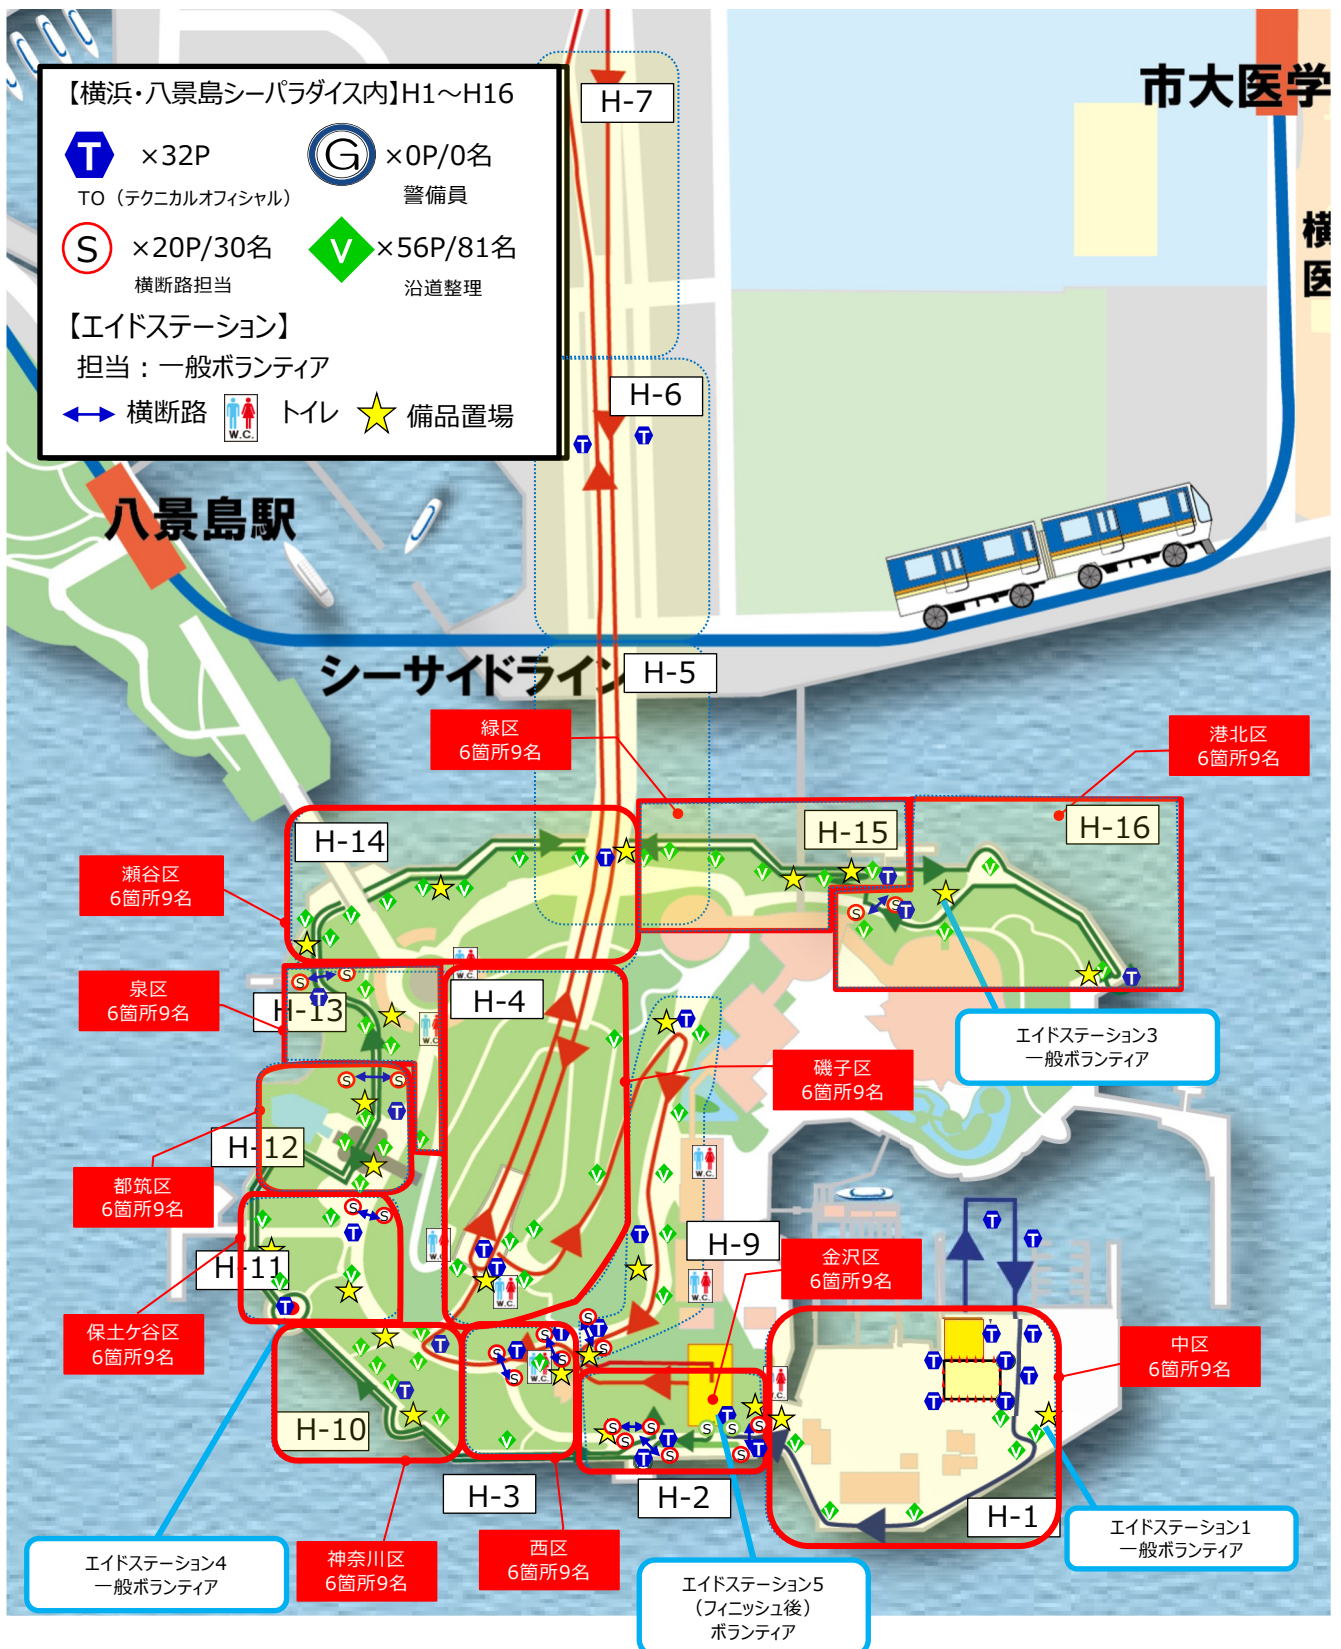 【横浜・八景島シーパラダイス内】H1～H16
T ×32P
TO（テクニカルオフィシャル）
G ×0P/0名
警備員
S ×20P/30名
横断路担当
V ×56P/81名
沿道整理
【エイドステーション】
担当：一般ボランティア
横断路
W.C.
トイレ
備品置場
H-7
市大医学
横
医
H-6
八景島駅
シーサイドライン
H-5
緑区
6箇所9名
港北区
6箇所9名
H-14
H-15
H-16
瀬谷区
6箇所9名
泉区
6箇所9名
H-13
H-4
エイドステーション3
一般ボランティア
磯子区
6箇所9名
H-12
都筑区
6箇所9名
H-9
金沢区
6箇所9名
H-11
保土ケ谷区
6箇所9名
中区
6箇所9名
H-10
H-3
H-2
H-1
エイドステーション4
一般ボランティア
神奈川区
6箇所9名
西区
6箇所9名
エイドステーション5
（フィニッシュ後）
ボランティア
エイドステーション1
一般ボランティア